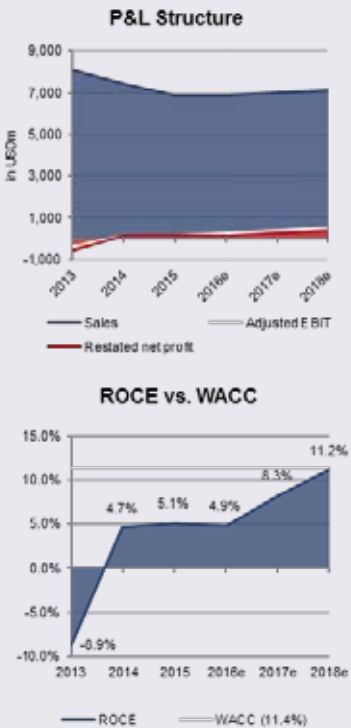 P&L Structure
9,000
7,000
5,000
3,000
1,000
-1,000
in USDm
2013 2014 2015 2016e 2017e 2018e
Sales Adjusted EBIT
Restated net profit
ROCE vs. WACC
15.0%
10.0%
5.0%
0.0%
-5.0%
-10.0%
-8.9% 4.7% 5.1% 4.9% 8.3% 11.2%
2013 2014 2015 2016e 2017e 2018e
ROCE WACC (11.4%)